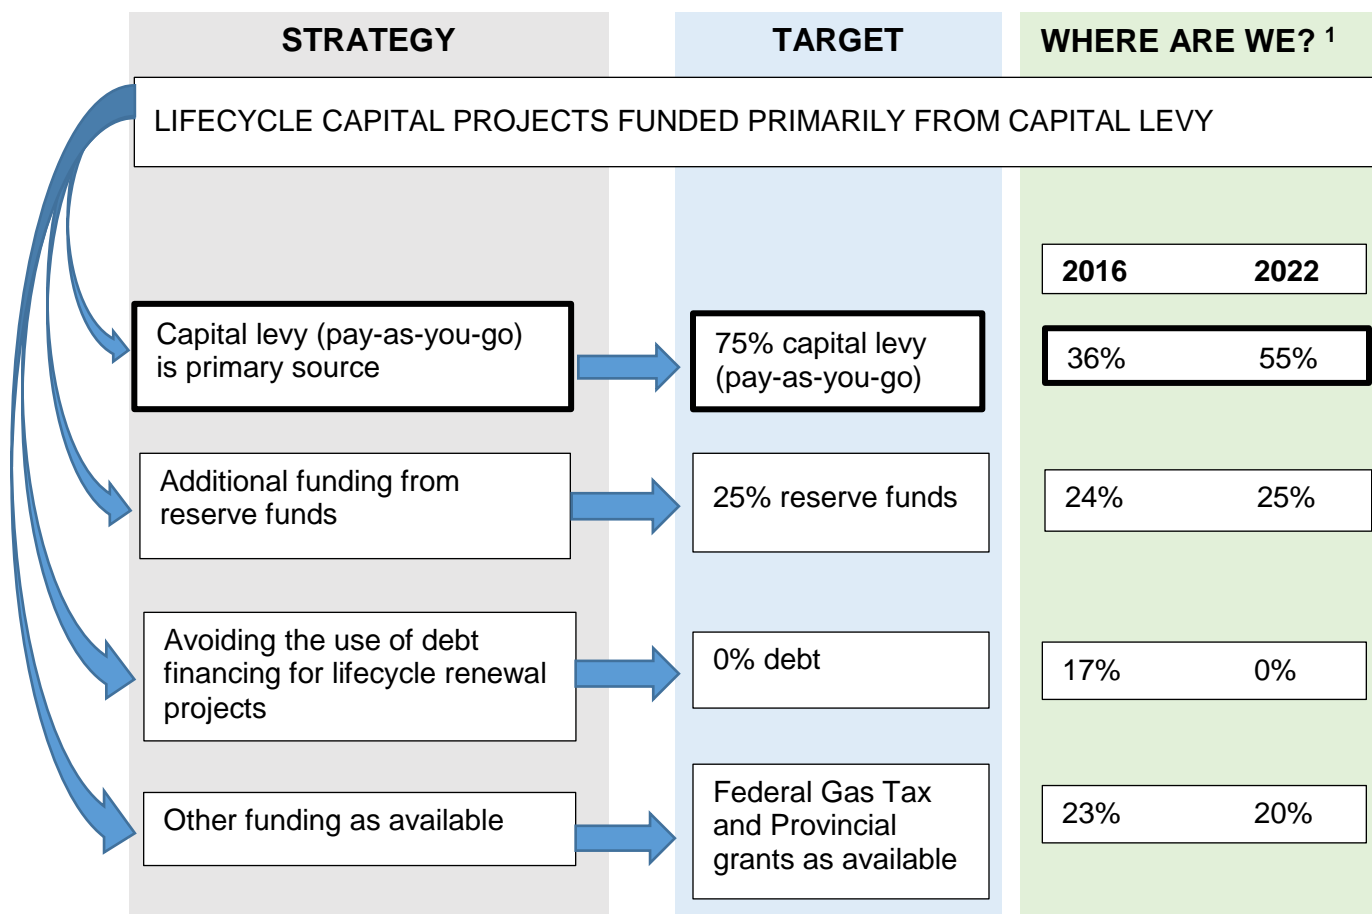 STRATEGY TARGET WHERE ARE WE? 1
LIFECYCLE CAPITAL PROJECTS FUNDED PRIMARILY FROM CAPITAL LEVY
2016 2022
Capital levy (pay-as-you-go)
is primary source
75% capital levy
(pay-as-you-go)
36% 55%
Additional funding from
reserve funds
25% reserve funds
24% 25%
Avoiding the use of debt
financing for lifecycle renewal
projects
0% debt
17% 0%
Other funding as available
Federal Gas Tax
and Provincial
grants as available
23% 20%